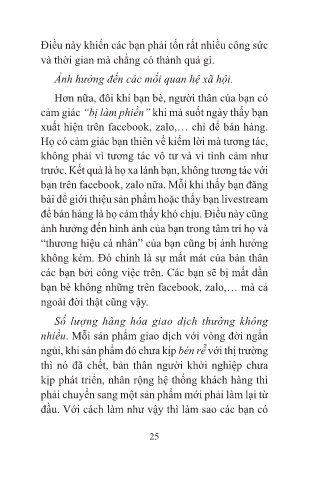 Điều này khiến các bạn phải tốn rất nhiều công sức
và thời gian mà chẳng có thành quả gì.
Ảnh hưởng đến các mối quan hệ xã hội.
Hơn nữa, đôi khi bạn bè, người thân của bạn có
cảm giác “bị làm phiền” khi mà suốt ngày thấy bạn
xuất hiện trên facebook, zalo,… chỉ để bán hàng.
Họ có cảm giác bạn thiên về kiếm lời mà tương tác,
không phải vì tương tác vô tư và vì tình cảm như
trước. Kết quả là họ xa lánh bạn, không tương tác với
bạn trên facebook, zalo nữa. Mỗi khi thấy bạn đăng
bài để giới thiệu sản phẩm hoặc thấy bạn livestream
để bán hàng là họ cảm thấy khó chịu. Điều này cũng
ảnh hưởng đến hình ảnh của bạn trong tâm trí họ và
“thương hiệu cá nhân” của bạn cũng bị ảnh hưởng
không kém. Đó chính là sự mất mát của bản thân
các bạn bởi công việc trên. Các bạn sẽ bị mất dần
bạn bè không những trên facebook, zalo,… mà cả
ngoài đời thật cũng vậy.
Số lượng hàng hóa giao dịch thường không
nhiều. Mỗi sản phẩm giao dịch với vòng đời ngắn
ngủi, khi sản phẩm đó chưa kịp bén rễ với thị trường
thì nó đã chết, bản thân người khởi nghiệp chưa
kịp phát triển, nhân rộng hệ thống khách hàng thì
phải chuyển sang một sản phẩm mới phải làm lại từ
đầu. Với cách làm như vậy thì làm sao các bạn có
25